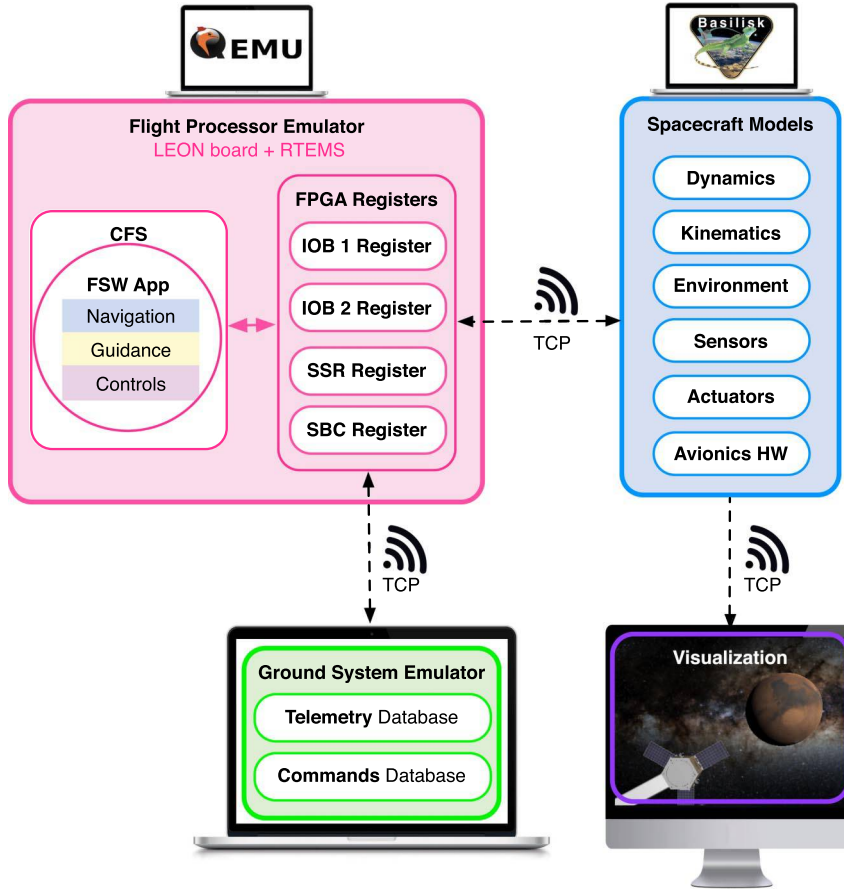 QEMU
Basilisk
Flight Processor Emulator
LEON board + RTEMS
CFS
FSW App
Navigation
Guidance
Controls
FPGA Registers
IOB 1 Register
IOB 2 Register
SSR Register
SBC Register
TCP
Spacecraft Models
Dynamics
Kinematics
Environment
Sensors
Actuators
Avionics HW
TCP
TCP
Ground System Emulator
Telemetry Database
Commands Database
Visualization